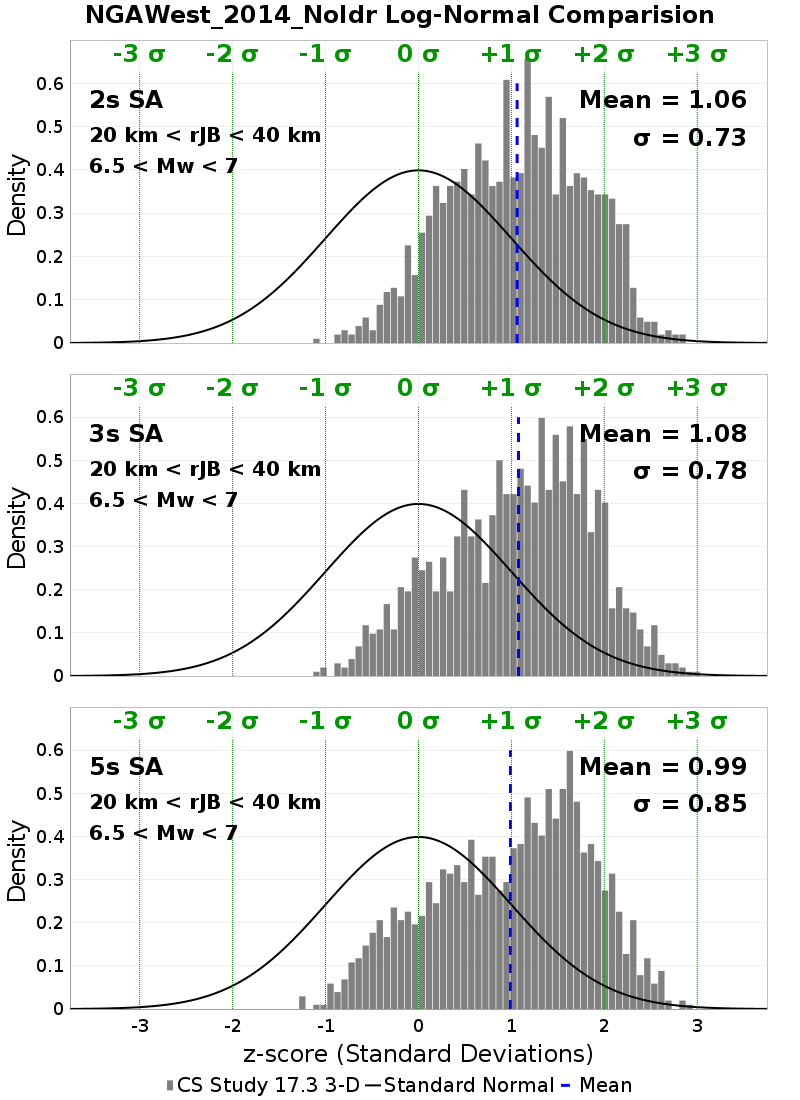 NGAWest_2014_NoIdr Log-Normal Comparision
-3 σ -2 σ -1 σ 0 σ +1 σ +2 σ +3 σ
2s SA
Mean = 1.06
20 km < rJB < 40 km
σ = 0.73
6.5 < Mw < 7
0.6
0.5
0.4
0.3
0.2
0.1
0
Density
-3 σ -2 σ -1 σ 0 σ +1 σ +2 σ +3 σ
3s SA
Mean = 1.08
20 km < rJB < 40 km
σ = 0.78
6.5 < Mw < 7
0.6
0.5
0.4
0.3
0.2
0.1
0
Density
-3 σ -2 σ -1 σ 0 σ +1 σ +2 σ +3 σ
5s SA
Mean = 0.99
20 km < rJB < 40 km
σ = 0.85
6.5 < Mw < 7
0.6
0.5
0.4
0.3
0.2
0.1
0
Density
-3 -2 -1 0 1 2 3
z-score (Standard Deviations)
CS Study 17.3 3-D Standard Normal Mean